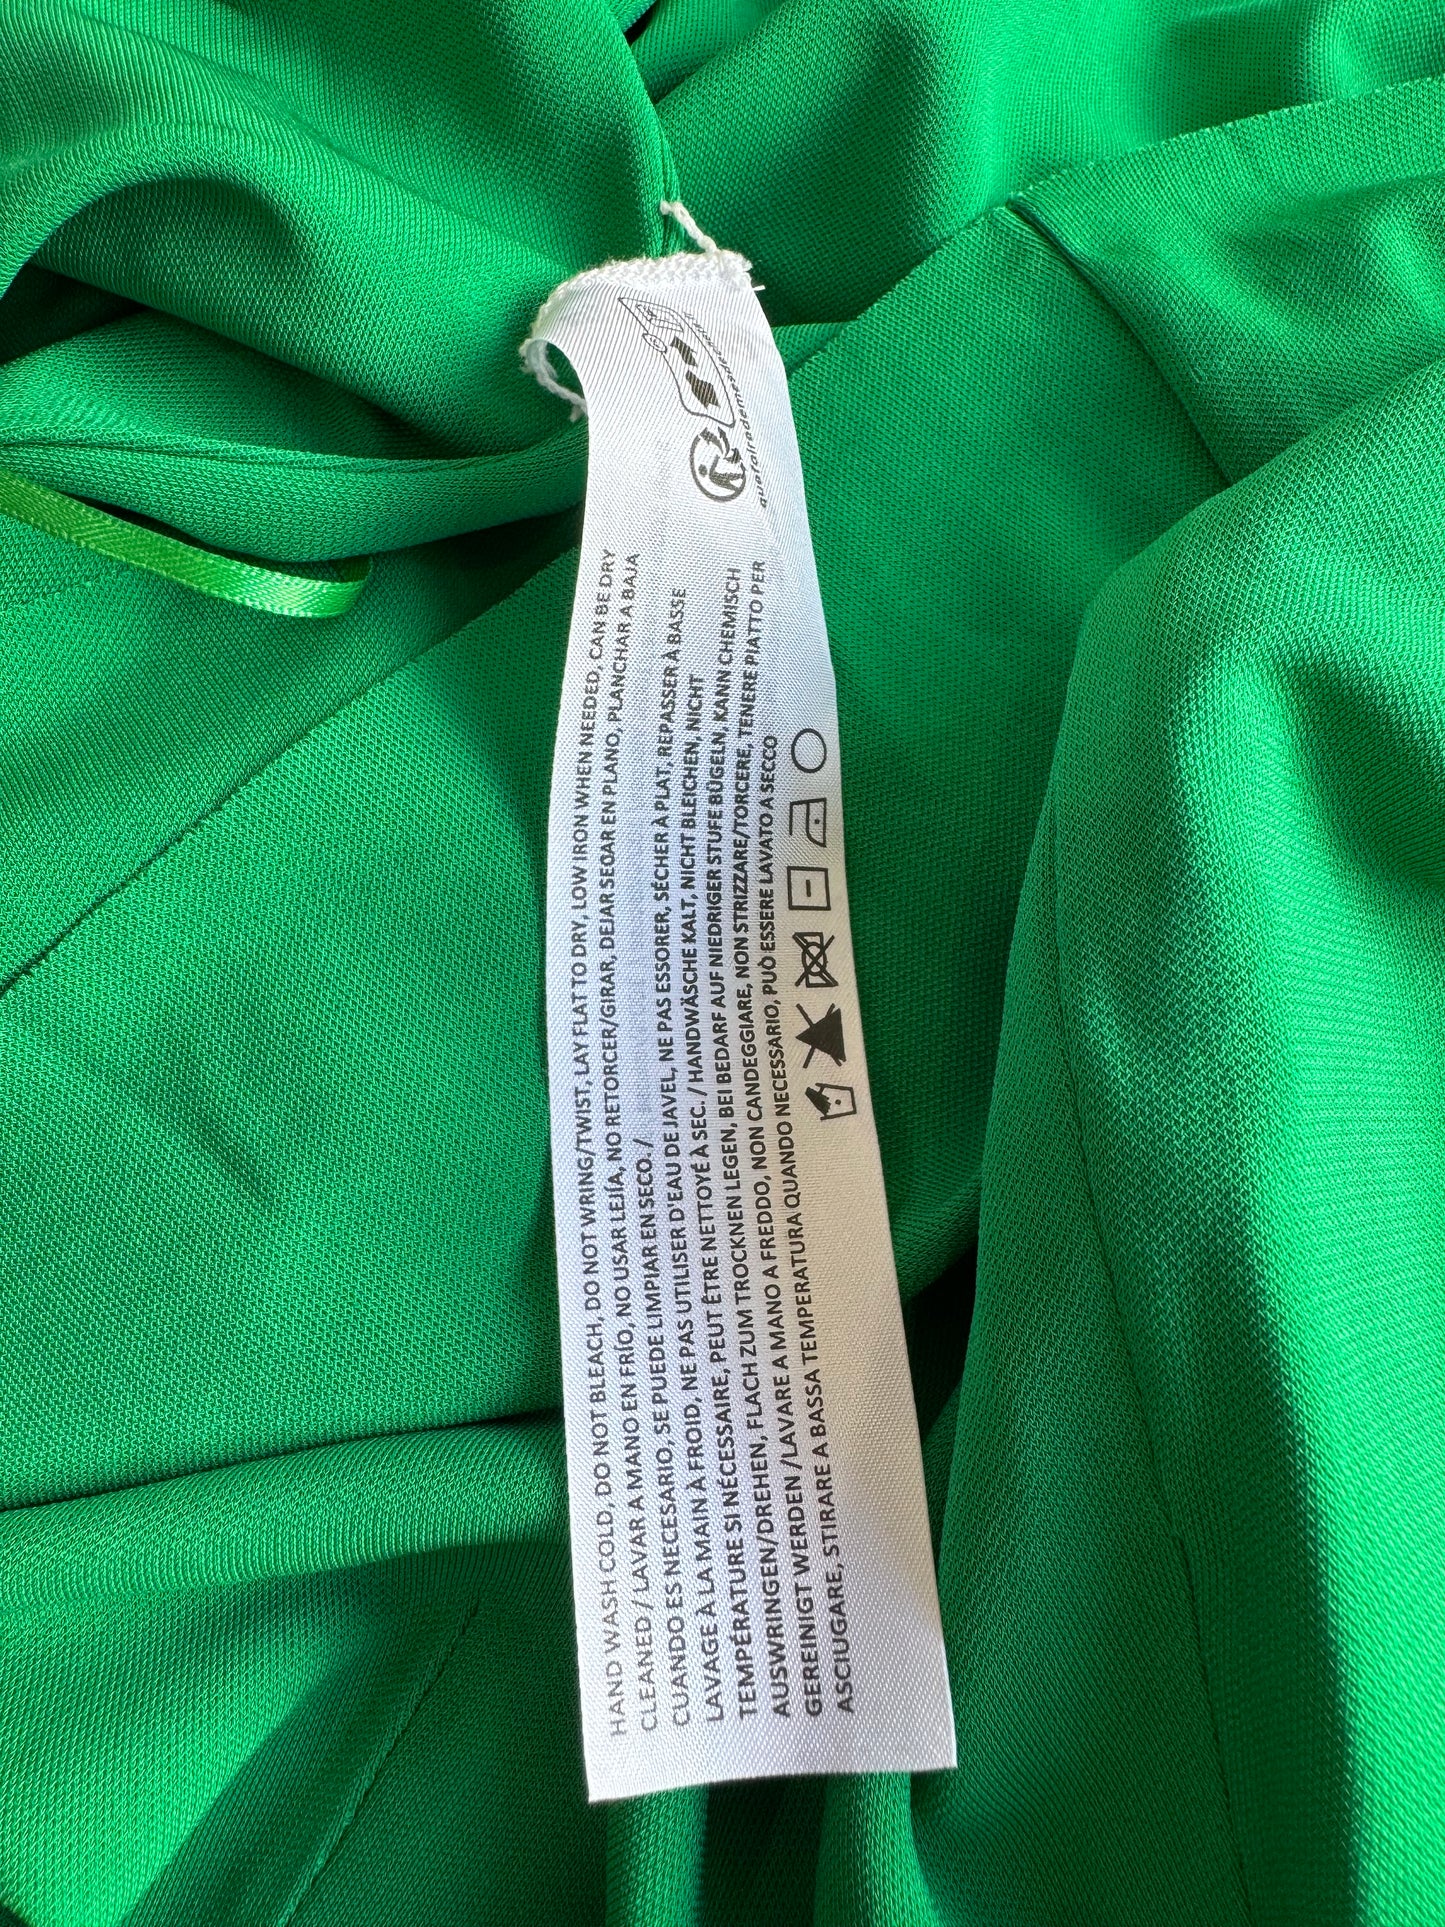 quefairedemesdechets.fr
HAND WASH COLD, DO NOT BLEACH, DO NOT WRING/TWIST, LAY FLAT TO DRY, LOW IRON WHEN NEEDED, CAN BE DRY
CLEANED / LAVAR A MANO EN FRÍO, NO USAR LEJÍA, NO RETORCER/GIRAR, DEJAR SEGAR EN PLANO, PLANCHAR A BAJA
CUANDO ES NECESARIO, SE PUEDE LIMPIAR EN SECO. /
LAVAGE À LA MAIN À FROID, NE PAS UTILISER D'EAU DE JAVEL, NE PAS ESSORER, SÉCHER À PLAT, REPASSER À BASSE
TEMPÉRATURE SI NÉCESSAIRE, PEUT ÊTRE NETTOYÉ À SEC. / HANDWÄSCHE KALT, NICHT BLEICHEN, NICHT
AUSWRINGEN/DREHEN, FLACH ZUM TROCKNEN LEGEN, BEI BEDARF AUF NIEDRIGER STUFE BÜGELN, KANN CHEMISCH
GEREINIGT WERDEN /LAVARE A MANO A FREDDO, NON CANDEGGIARE, NON STRIZZARE/TORCERE, TENERE PIATTO PER
ASCIUGARE, STIRARE A BASSA TEMPERATURA QUANDO NECESSARIO, PUÒ ESSERE LAVATO A SECCO